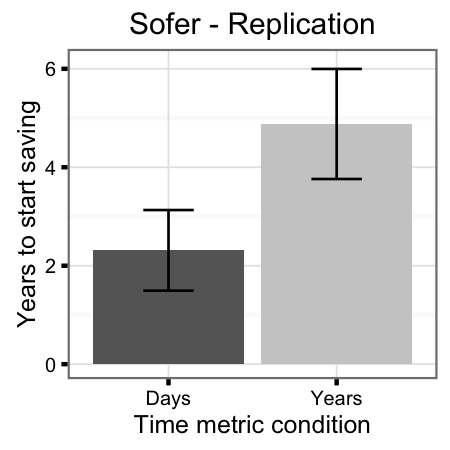 Sofer - Replication
Years to start saving
6
4
2
0
Days Years
Time metric condition